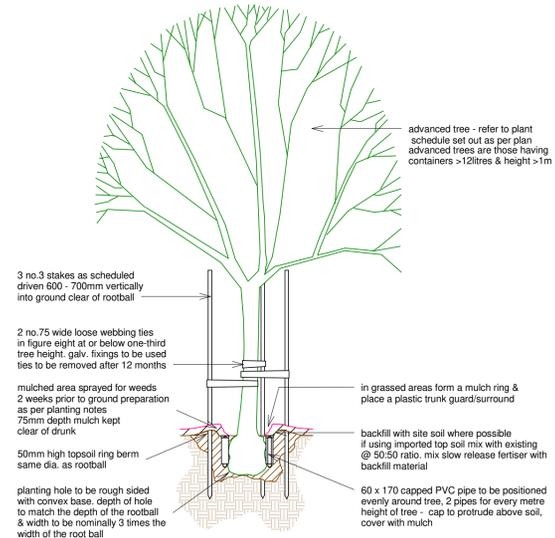 advanced tree - refer to plant
schedule set out as per plan
advanced trees are those having
containers >12litres & height >1m
3 no.3 stakes as scheduled
driven 600 - 700mm vertically
into ground clear of rootball
2 no.75 wide loose webbing ties
in figure eight at or below one-third
tree height. galv. fixings to be used
ties to be removed after 12 months
mulched area sprayed for weeds
2 weeks prior to ground preparation
as per planting notes
75mm depth mulch kept
clear of drunk
50mm high topsoil ring berm
same dia. as rootball
planting hole to be rough sided
with convex base. depth of hole
to match the depth of the rootball
& width to be nominally 3 times the
width of the root ball
in grassed areas form a mulch ring &
place a plastic trunk guard/surround
backfill with site soil where possible
if using imported top soil mix with existing
@ 50:50 ratio. mix slow release fertiser with
backfill material
60 x 170 capped PVC pipe to be positioned
evenly around tree, 2 pipes for every metre
height of tree - cap to protrude above soil,
cover with mulch